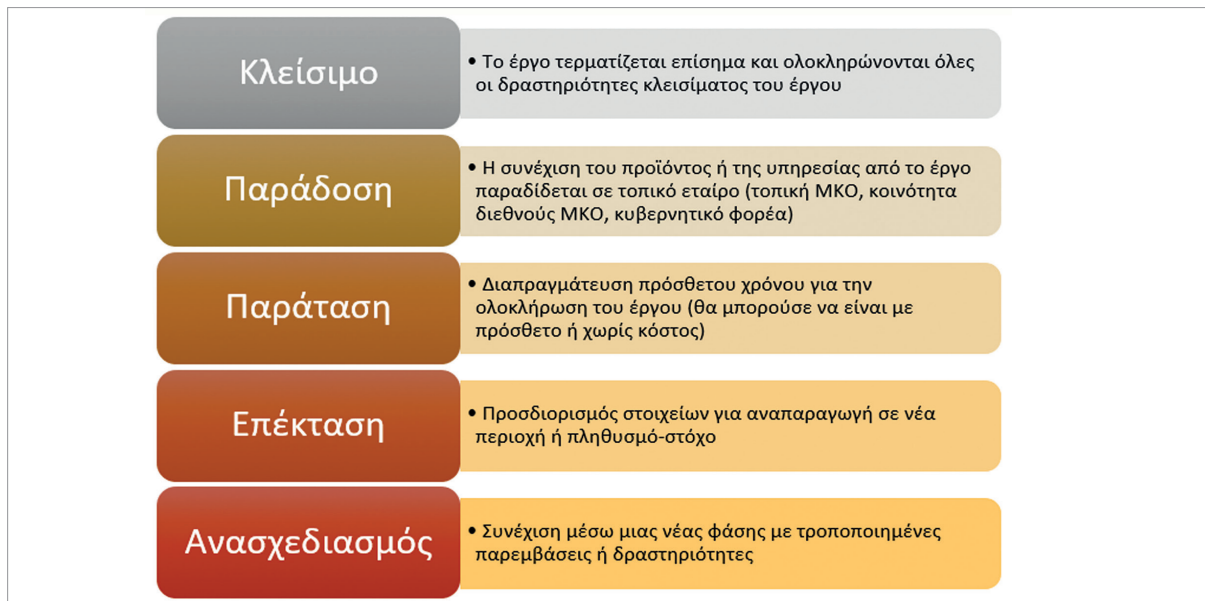 Κλείσιμο
• Το έργο τερματίζεται επίσημα και ολοκληρώνονται όλες
οι δραστηριότητες κλεισίματος του έργου
Παράδοση
• Η συνέχιση του προϊόντος ή της υπηρεσίας από το έργο
παραδίδεται σε τοπικό εταίρο (τοπική ΜΚΟ, κοινότητα
διεθνούς ΜΚΟ, κυβερνητικό φορέα)
Παράταση
• Διαπραγμάτευση πρόσθετου χρόνου για την
ολοκλήρωση του έργου (θα μπορούσε να είναι με
πρόσθετο ή χωρίς κόστος)
Επέκταση
• Προσδιορισμός στοιχείων για αναπαραγωγή σε νέα
περιοχή ή πληθυσμό-στόχο
Ανασχεδιασμός
• Συνέχιση μέσω μιας νέας φάσης με τροποποιημένες
παρεμβάσεις ή δραστηριότητες